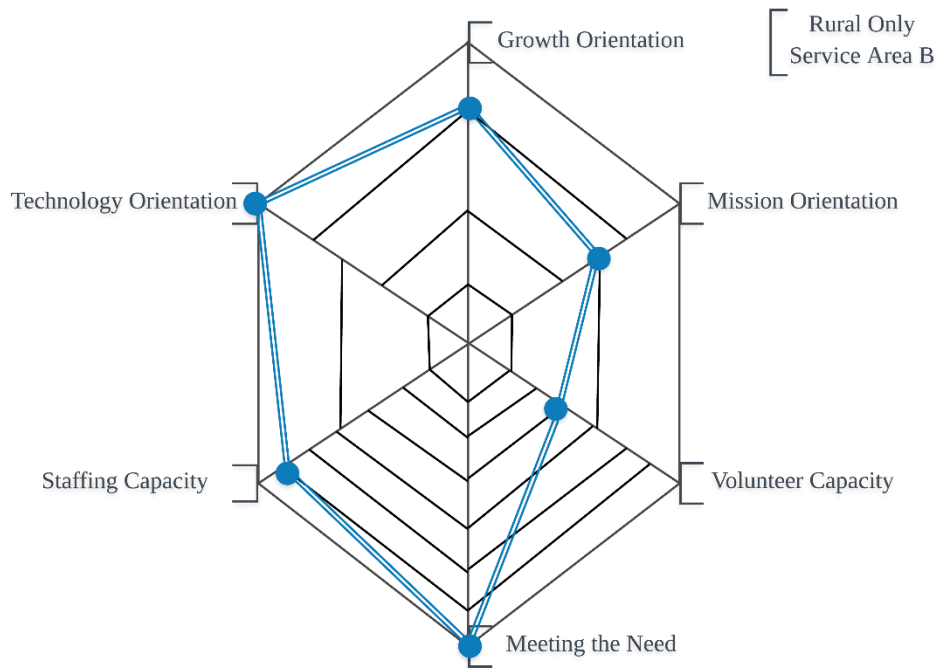 Rural Only
Service Area B
Growth Orientation
Technology Orientation
Mission Orientation
Staffing Capacity
Volunteer Capacity
Meeting the Need